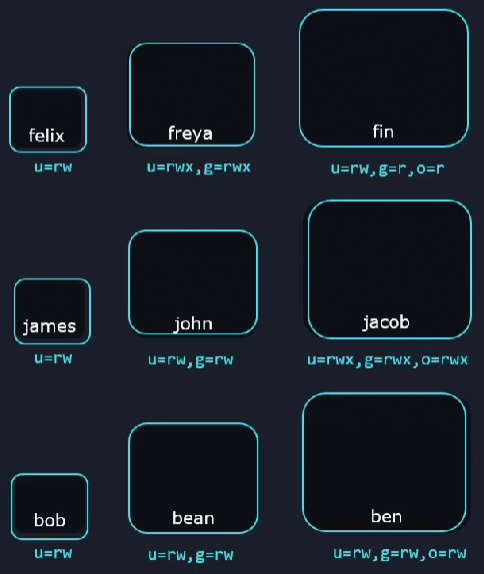 felix
freya
fin
u=rw
u=rwx,g=rwx
u=rw,g=r,o=r
james
john
jacob
u=rw
u=rw,g=rw
u=rwx,g=rwx,o=rwx
bob
bean
ben
u=rw
u=rw,g=rw
u=rw,g=rw,o=rw